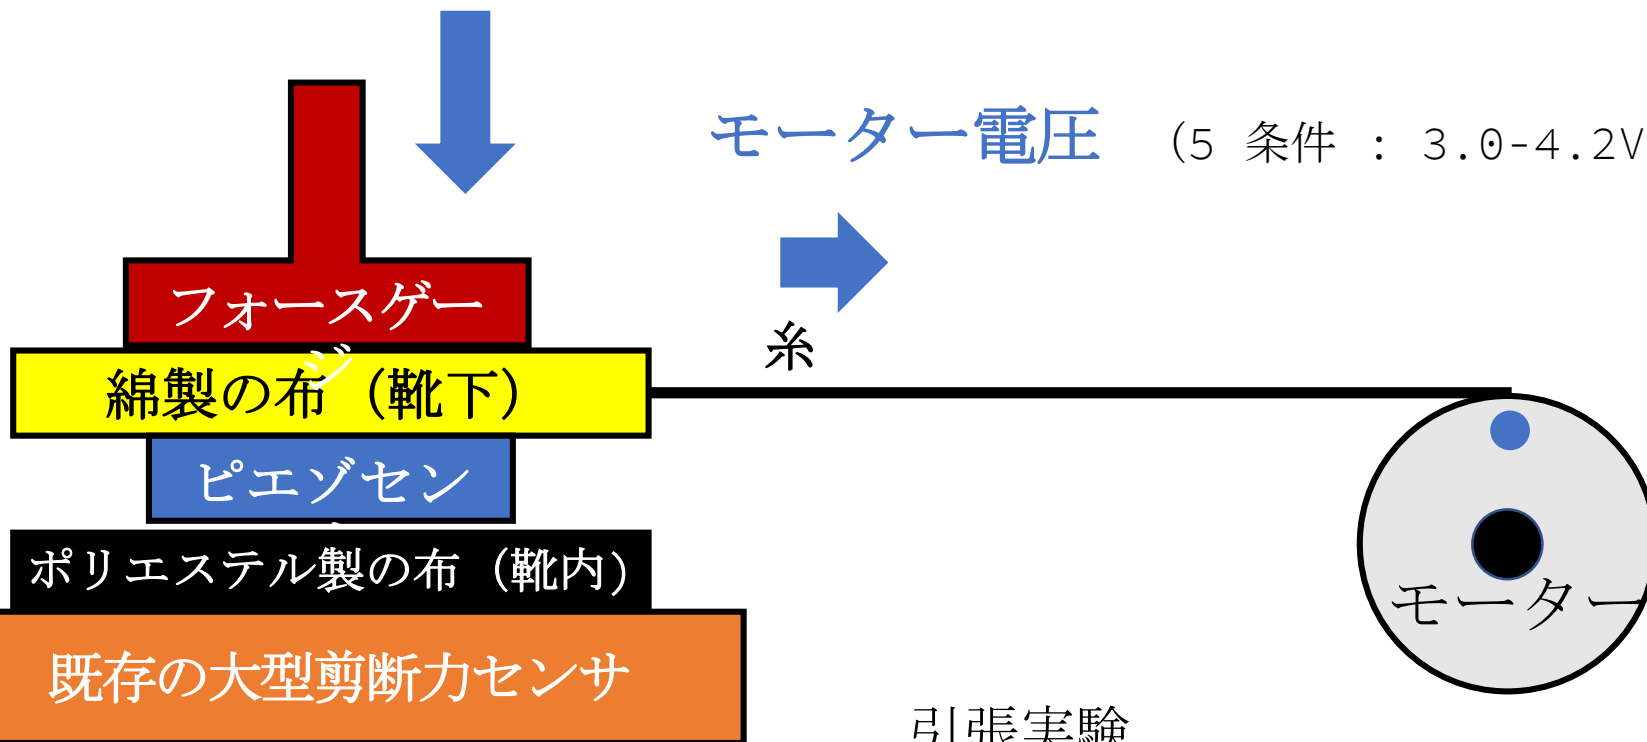 モーター電圧 (5 条件 : 3.0-4.2V
フォースゲー
ジ
糸
綿製の布 (靴下)
ピエゾセン
ポリエステル製の布 (靴内)
モーター
既存の大型剪断力センサ
引張実験